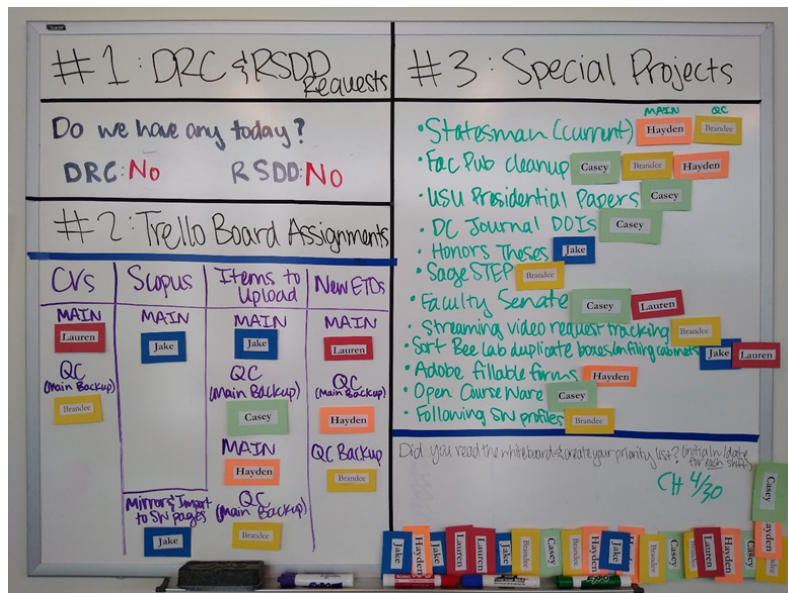 #1: DRC & RSDD
Requests
Do we have any today?
DRC: No RSDD: No
#2: Trello Board Assignments
CVs
MAIN
Lauren
QC
(Main Backup)
Brandee
Scopus
MAIN
Jake
Mirrors & Import
to SW pages
Jake
Items to
Upload
MAIN
Jake
QC
(Main Backup)
Casey
MAIN
Hayden
QC
(Main Backup)
Brandee
New ETDs
MAIN
Lauren
QC
(Main Backup)
Hayden
QC Backup
Brandee
#3: Special Projects
MAIN QC
•Statesman (current) Hayden Brandee
•Fac Pub cleanup Casey Brandee Hayden
•USU Presidential Papers Casey
•DC Journal DOIs Casey
•Honors Theses Jake
•Sage STEP Brandee
•Faculty Senate Casey Lauren
•Streaming video request tracking Brandee
•Sort Bee Lab duplicate boxes/on filing cabinets Jake Lauren
•Adobe fillable forms Hayden
•Open CourseWare Casey
•Following SW profiles Brandee
Did you read the whiteboard & create your priority list? (initial w/date
for each shift)
CH 4/30
Casey
Jake Hayden Jake Lauren Lauren Jake Brandee Casey Brandee Hayden Jake Brandee Casey Lauren Hayden Casey